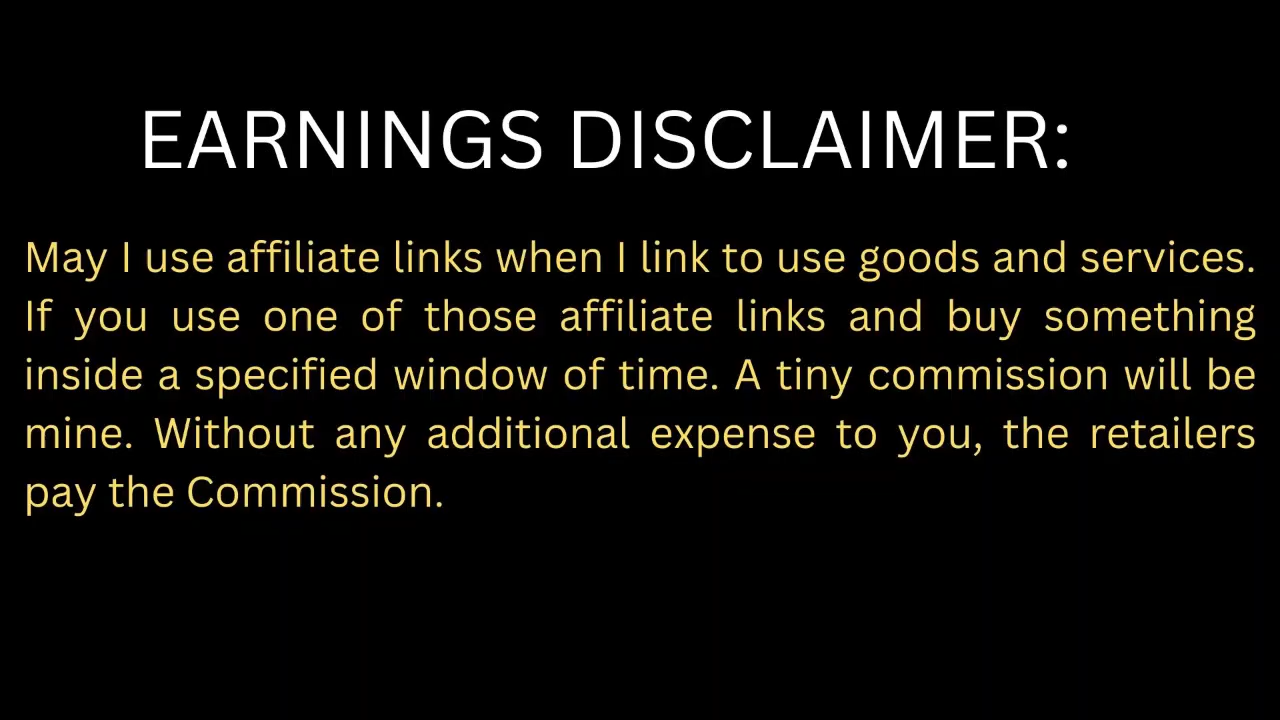 EARNINGS DISCLAIMER:
May I use affiliate links when I link to use goods and services.
If you use one of those affiliate links and buy something
inside a specified window of time. A tiny commission will be
mine. Without any additional expense to you, the retailers
pay the Commission.